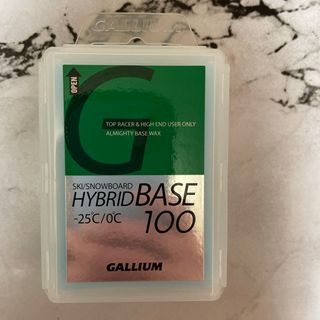 OPEN
G
TOP RACER & HIGH END USER ONLY
ALMIGHTY BASE WAX
SKI/SNOWBOARD
HYBRID BASE
-25℃/0℃ 100
GALLIUM